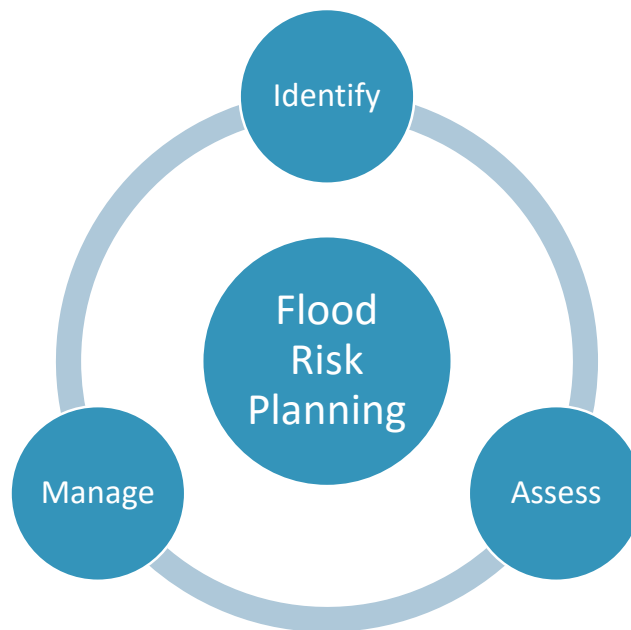 Identify
Flood
Risk
Planning
Manage
Assess